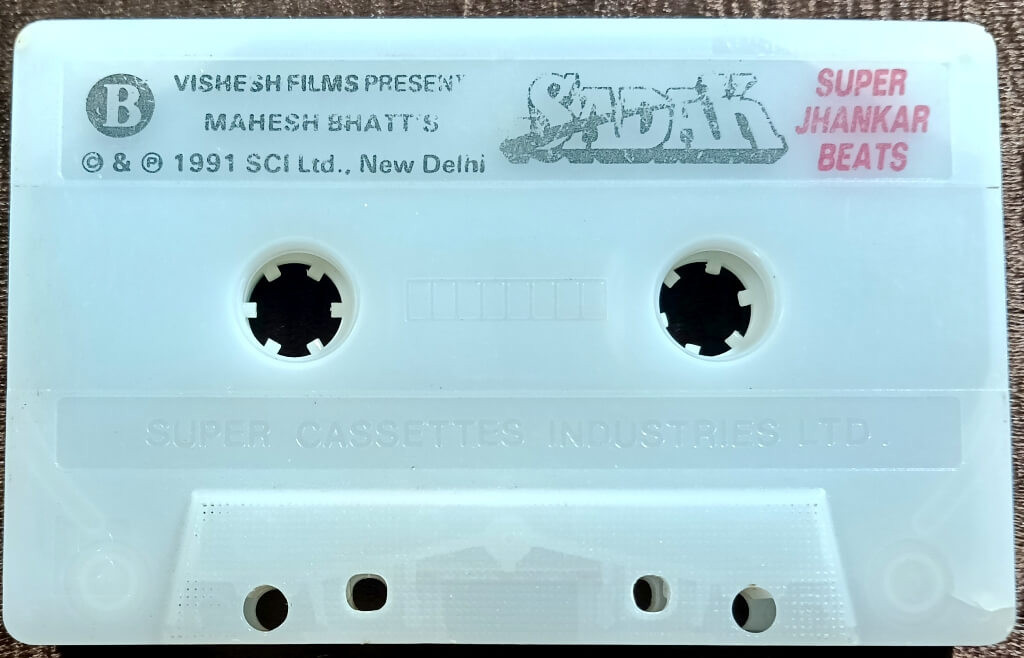 B
VISHESH FILMS PRESENT
MAHESH BHATT'S
© & ℗ 1991 SCI Ltd., New Delhi
SADAK
SUPER
JHANKAR
BEATS
SUPER CASSETTES INDUSTRIES LTD.